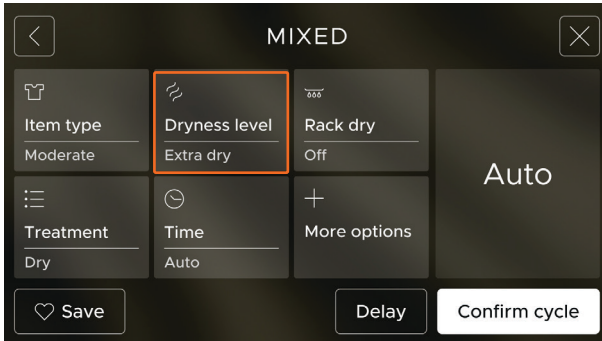 MIXED
Item type
Moderate
Dryness level
Extra dry
Rack dry
Off
Auto
Treatment
Dry
Time
Auto
More options
Save
Delay
Confirm cycle